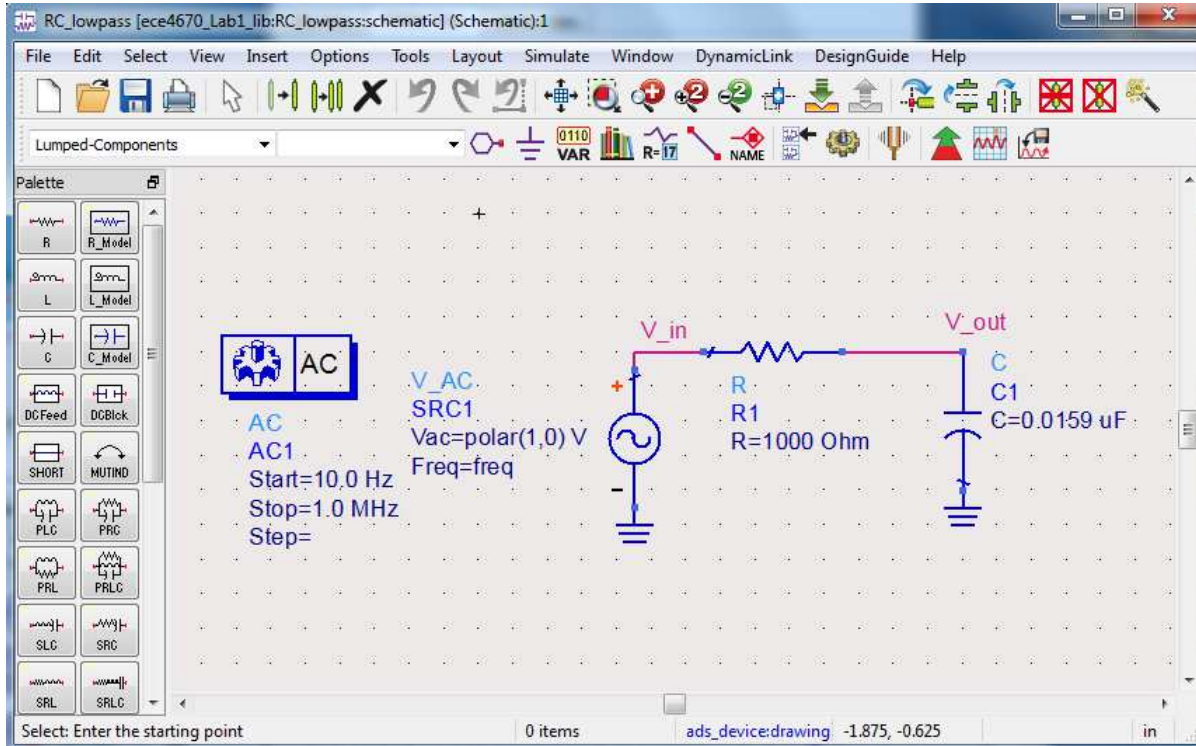 RC_lowpass [ece4670_Lab1_lib:RC_lowpass:schematic] (Schematic):1
File Edit Select View Insert Options Tools Layout Simulate Window DynamicLink DesignGuide Help
Lumped-Components
0110
VAR
R=17
NAME
Palette
R
R_Model
L
L_Model
C
C_Model
DCFeed
DCBlck
SHORT
MUTIND
PLC
PRC
PRL
PRLC
SLC
SRC
SRL
SRLC
AC
AC
AC1
Start=10.0 Hz
Stop=1.0 MHz
Step=
V_AC
SRC1
Vac=polar(1,0) V
Freq=freq
V_in
+
-
R
R1
R=1000 Ohm
V_out
C
C1
C=0.0159 uF
Select: Enter the starting point
0 items
ads_device:drawing
-1.875, -0.625
in